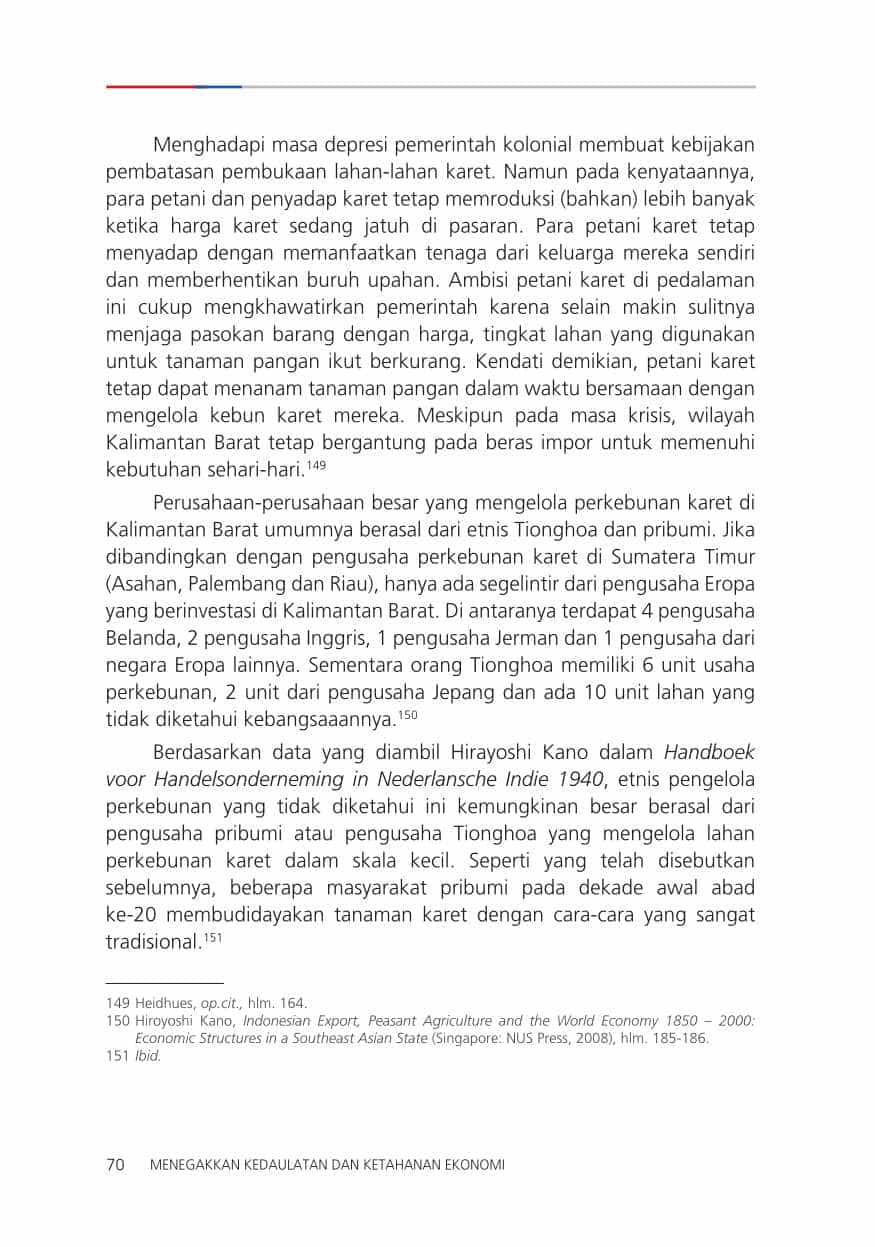 Menghadapi masa depresi pemerintah kolonial membuat kebijakan
pembatasan pembukaan lahan-lahan karet. Namun pada kenyataannya,
para petani dan penyadap karet tetap memroduksi (bahkan) lebih banyak
ketika harga karet sedang jatuh di pasaran. Para petani karet tetap
menyadap dengan memanfaatkan tenaga dari keluarga mereka sendiri
dan memberhentikan buruh upahan. Ambisi petani karet di pedalaman
ini cukup mengkhawatirkan pemerintah karena selain makin sulitnya
menjaga pasokan barang dengan harga, tingkat lahan yang digunakan
untuk tanaman pangan ikut berkurang. Kendati demikian, petani karet
tetap dapat menanam tanaman pangan dalam waktu bersamaan dengan
mengelola kebun karet mereka. Meskipun pada masa krisis, wilayah
Kalimantan Barat tetap bergantung pada beras impor untuk memenuhi
kebutuhan sehari-hari.149
Perusahaan-perusahaan besar yang mengelola perkebunan karet di
Kalimantan Barat umumnya berasal dari etnis Tionghoa dan pribumi. Jika
dibandingkan dengan pengusaha perkebunan karet di Sumatera Timur
(Asahan, Palembang dan Riau), hanya ada segelintir dari pengusaha Eropa
yang berinvestasi di Kalimantan Barat. Di antaranya terdapat 4 pengusaha
Belanda, 2 pengusaha Inggris, 1 pengusaha Jerman dan 1 pengusaha dari
negara Eropa lainnya. Sementara orang Tionghoa memiliki 6 unit usaha
perkebunan, 2 unit dari pengusaha Jepang dan ada 10 unit lahan yang
tidak diketahui kebangsaaannya.150
Berdasarkan data yang diambil Hirayoshi Kano dalam Handboek
voor Handelsonderneming in Nederlansche Indie 1940, etnis pengelola
perkebunan yang tidak diketahui ini kemungkinan besar berasal dari
pengusaha pribumi atau pengusaha Tionghoa yang mengelola lahan
perkebunan karet dalam skala kecil. Seperti yang telah disebutkan
sebelumnya, beberapa masyarakat pribumi pada dekade awal abad
ke-20 membudidayakan tanaman karet dengan cara-cara yang sangat
tradisional.151
149 Heidhues, op.cit., hlm. 164.
150 Hiroyoshi Kano, Indonesian Export, Peasant Agriculture and the World Economy 1850 – 2000:
Economic Structures in a Southeast Asian State (Singapore: NUS Press, 2008), hlm. 185-186.
151 Ibid.
70 MENEGAKKAN KEDAULATAN DAN KETAHANAN EKONOMI